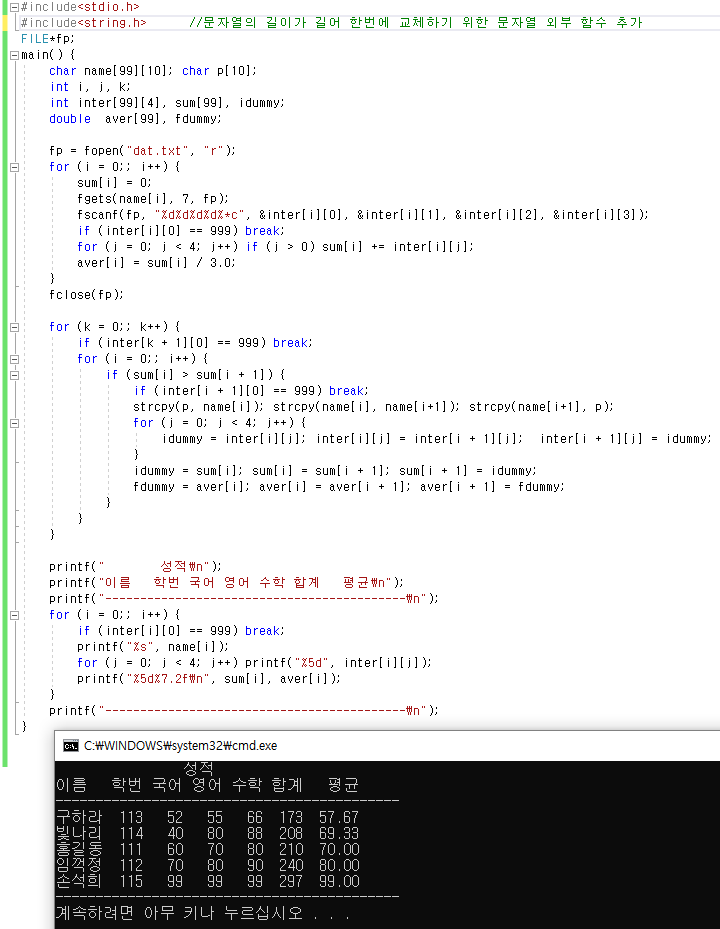 #include<stdio.h>
#include<string.h> //문자열의 길이가 길어 한번에 교체하기 위한 문자열 외부 함수 추가
FILE*fp;
main() {
char name[99][10]; char p[10];
int i, j, k;
int inter[99][4], sum[99], idummy;
double aver[99], fdummy;
fp = fopen("dat.txt", "r");
for (i = 0;; i++) {
sum[i] = 0;
fgets(name[i], 7, fp);
fscanf(fp, "%d%d%d%d%*c", &inter[i][0], &inter[i][1], &inter[i][2], &inter[i][3]);
if (inter[i][0] == 999) break;
for (j = 0; j < 4; j++) if (j > 0) sum[i] += inter[i][j];
aver[i] = sum[i] / 3.0;
}
fclose(fp);
for (k = 0;; k++) {
if (inter[k + 1][0] == 999) break;
for (i = 0;; i++) {
if (sum[i] > sum[i + 1]) {
if (inter[i + 1][0] == 999) break;
strcpy(p, name[i]); strcpy(name[i], name[i+1]); strcpy(name[i+1], p);
for (j = 0; j < 4; j++) {
idummy = inter[i][j]; inter[i][j] = inter[i + 1][j]; inter[i + 1][j] = idummy;
}
idummy = sum[i]; sum[i] = sum[i + 1]; sum[i + 1] = idummy;
fdummy = aver[i]; aver[i] = aver[i + 1]; aver[i + 1] = fdummy;
}
}
}
printf("        성적₩n");
printf("이름   학번 국어 영어 수학 합계   평균₩n");
printf("-------------------------------------------₩n");
for (i = 0;; i++) {
if (inter[i][0] == 999) break;
printf("%s", name[i]);
for (j = 0; j < 4; j++) printf("%5d", inter[i][j]);
printf("%5d%7.2f₩n", sum[i], aver[i]);
}
printf("-------------------------------------------₩n");
}
C:₩WINDOWS₩system32₩cmd.exe
성적
이름 학번 국어 영어 수학 합계 평균
-------------------------------------------
구하라 113 52 55 66 173 57.67
빛나리 114 40 80 88 208 69.33
홍길동 111 60 70 80 210 70.00
임꺽정 112 70 80 90 240 80.00
손석희 115 99 99 99 297 99.00
-------------------------------------------
계속하려면 아무 키나 누르십시오 . . .